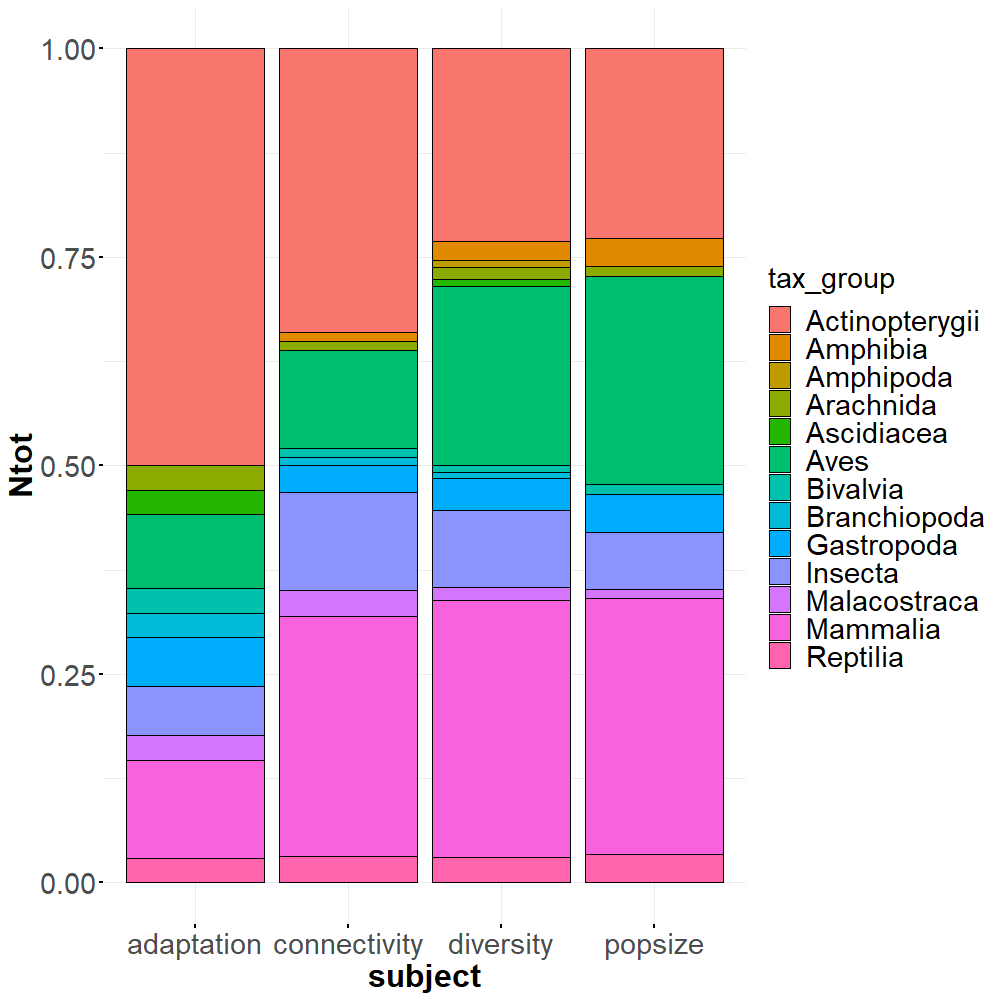 1.00
0.75
0.50
0.25
0.00
Ntot
adaptation connectivity diversity popsize
subject
tax_group
Actinopterygii
Amphibia
Amphipoda
Arachnida
Ascidiacea
Aves
Bivalvia
Branchiopoda
Gastropoda
Insecta
Malacostraca
Mammalia
Reptilia